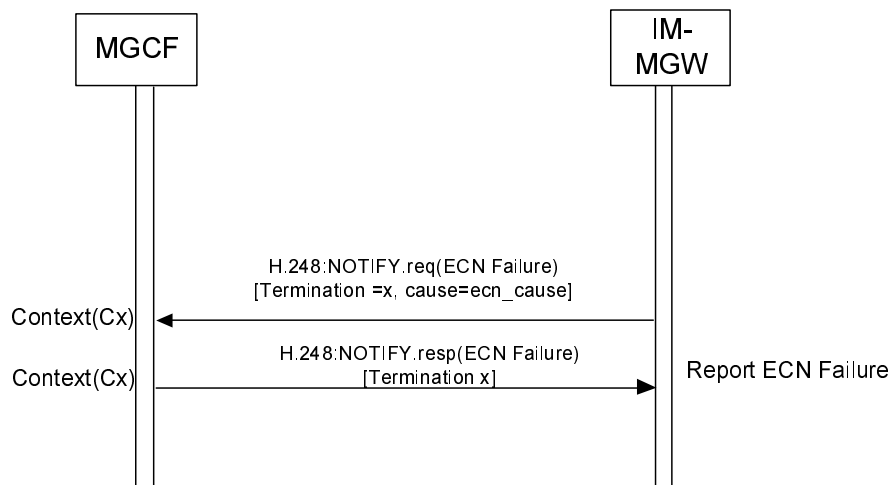 MGCF
IM-
MGW
H.248:NOTIFY.req(ECN Failure)
[Termination =x, cause=ecn_cause]
Context(Cx)
H.248:NOTIFY.resp(ECN Failure)
[Termination x]
Context(Cx)
Report ECN Failure